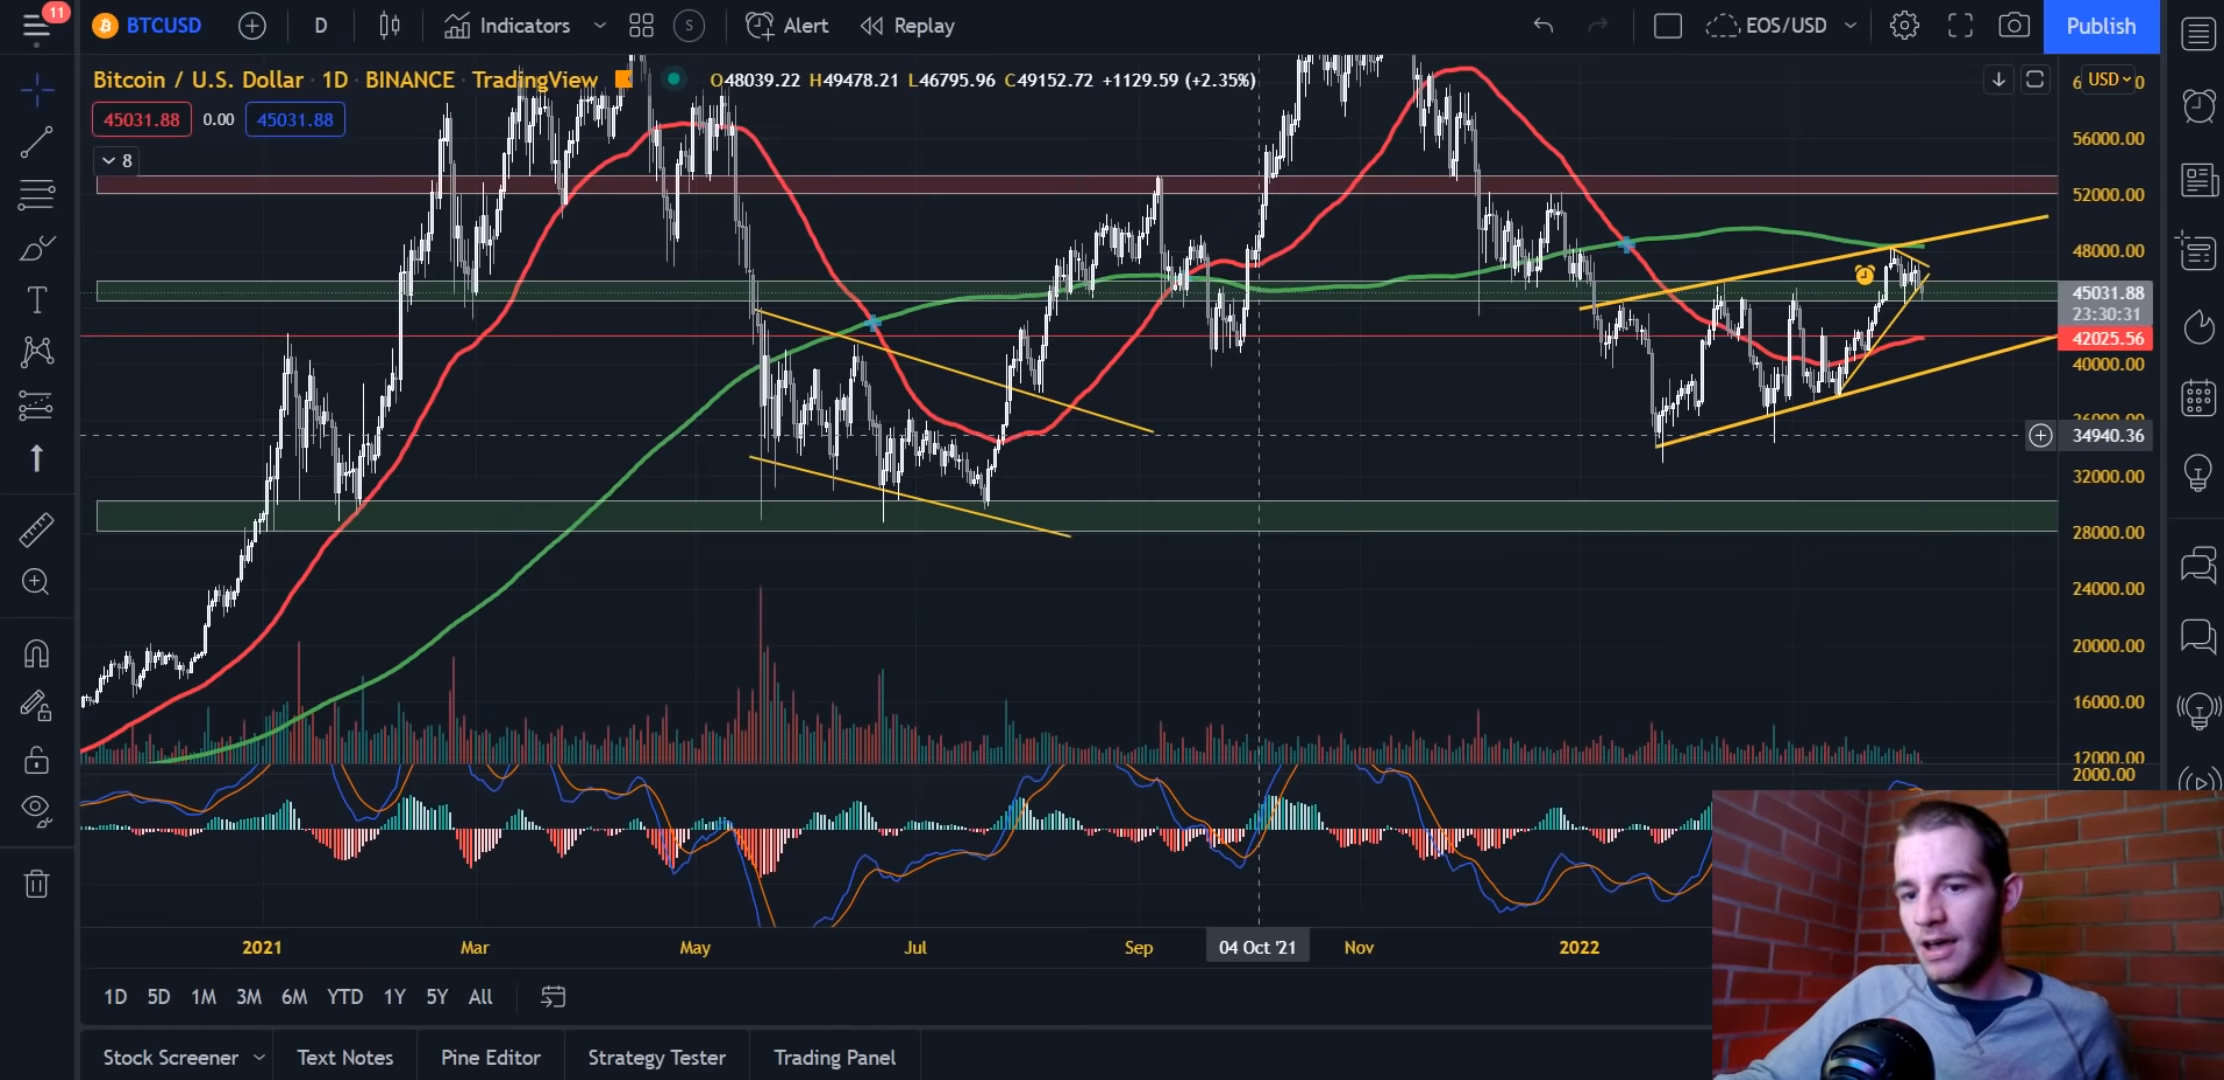 11
BTCUSD
D
Indicators
S
Alert
Replay
EOS/USD
Publish
Bitcoin / U.S. Dollar · 1D · BINANCE · TradingView
O48039.22 H49478.21 L46795.96 C49152.72 +1129.59 (+2.35%)
USD
45031.88 0.00 45031.88
8
56000.00
52000.00
48000.00
45031.88
23:30:31
42025.56
40000.00
36000.00
34940.36
32000.00
28000.00
24000.00
20000.00
16000.00
12000.00
2000.00
2021 Mar May Jul Sep 04 Oct '21 Nov 2022
1D 5D 1M 3M 6M YTD 1Y 5Y All
Stock Screener Text Notes Pine Editor Strategy Tester Trading Panel